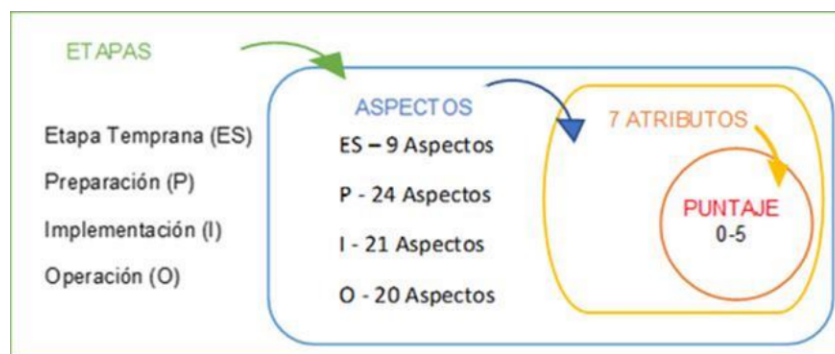 ETAPAS
Etapa Temprana (ES)
Preparación (P)
Implementación (I)
Operación (O)
ASPECTOS
ES – 9 Aspectos
P - 24 Aspectos
I - 21 Aspectos
O - 20 Aspectos
7 ATRIBUTOS
PUNTAJE
0-5